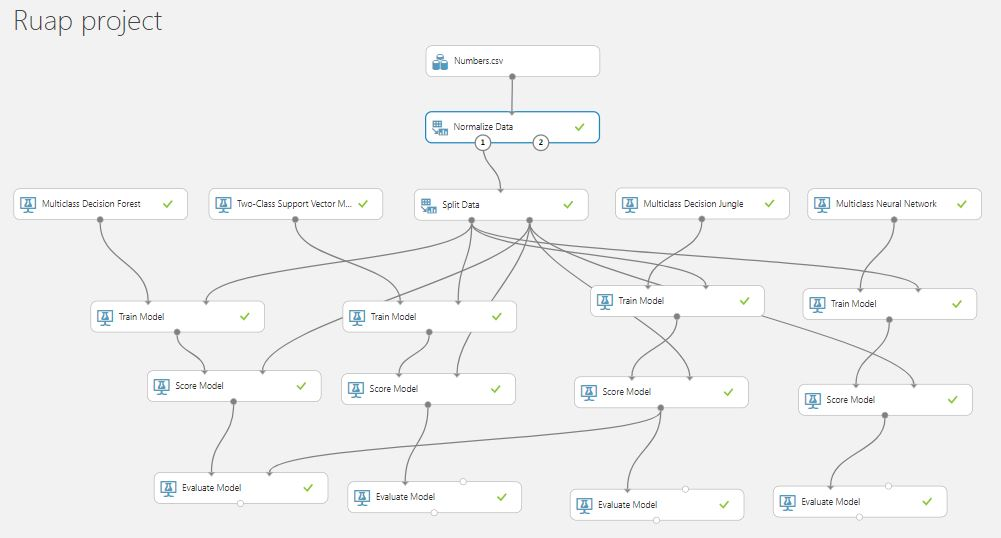 Ruap project
Numbers.csv
Normalize Data
1 2
Multiclass Decision Forest
Two-Class Support Vector M...
Split Data
Multiclass Decision Jungle
Multiclass Neural Network
Train Model
Train Model
Train Model
Train Model
Score Model
Score Model
Score Model
Score Model
Evaluate Model
Evaluate Model
Evaluate Model
Evaluate Model